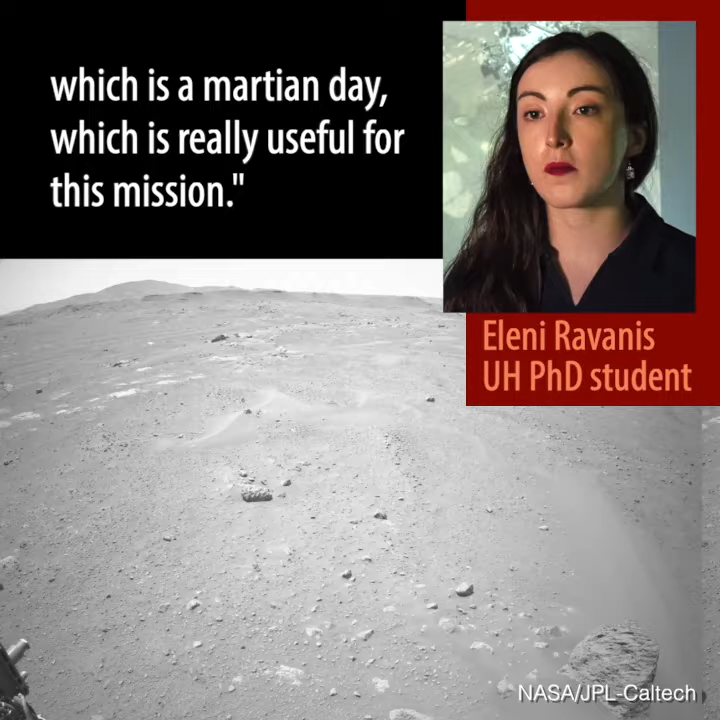 which is a martian day,
which is really useful for
this mission."
Eleni Ravanis
UH PhD student
NASA/JPL-Caltech